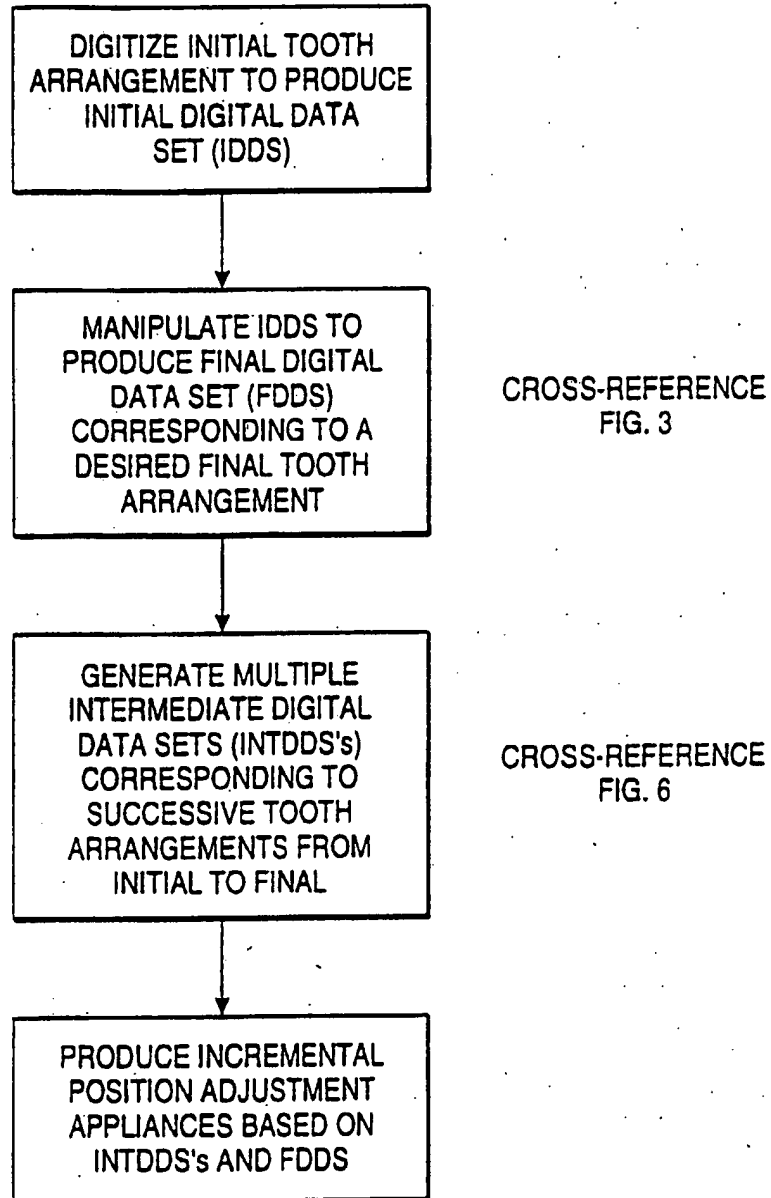 DIGITIZE INITIAL TOOTH
ARRANGEMENT TO PRODUCE
INITIAL DIGITAL DATA
SET (IDDS)
MANIPULATE IDDS TO
PRODUCE FINAL DIGITAL
DATA SET (FDDS)
CORRESPONDING TO A
DESIRED FINAL TOOTH
ARRANGEMENT
CROSS-REFERENCE
FIG. 3
GENERATE MULTIPLE
INTERMEDIATE DIGITAL
DATA SETS (INTDDS's)
CORRESPONDING TO
SUCCESSIVE TOOTH
ARRANGEMENTS FROM
INITIAL TO FINAL
CROSS-REFERENCE
FIG. 6
PRODUCE INCREMENTAL
POSITION ADJUSTMENT
APPLIANCES BASED ON
INTDDS's AND FDDS